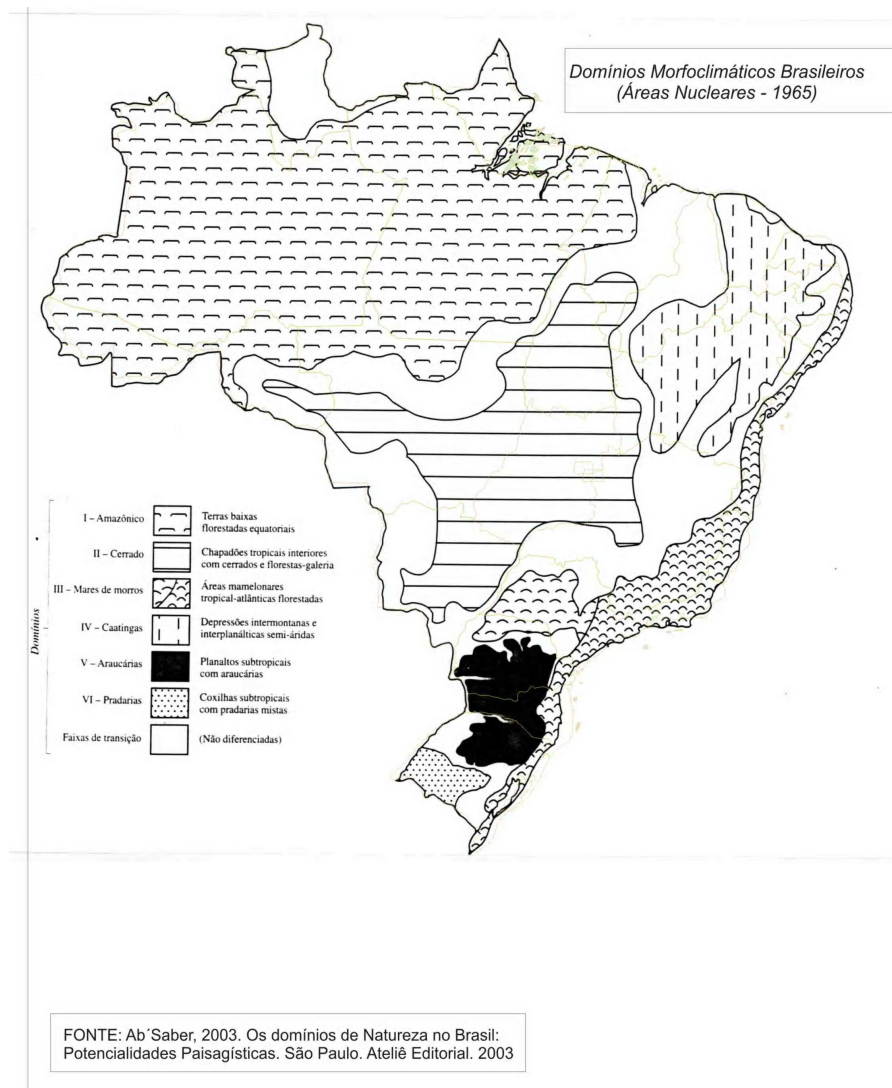 Domínios Morfoclimáticos Brasileiros
(Áreas Nucleares - 1965)
Domínios
I – Amazônico
Terras baixas
florestadas equatoriais
II – Cerrado
Chapadões tropicais interiores
com cerrados e florestas-galeria
III – Mares de morros
Áreas mamelonares
tropical-atlânticas florestadas
IV – Caatingas
Depressões intermontanas e
interplanálticas semi-áridas
V – Araucárias
Planaltos subtropicais
com araucárias
VI – Pradarias
Coxilhas subtropicais
com pradarias mistas
Faixas de transição
(Não diferenciadas)
FONTE: Ab´Saber, 2003. Os domínios de Natureza no Brasil:
Potencialidades Paisagísticas. São Paulo. Ateliê Editorial. 2003